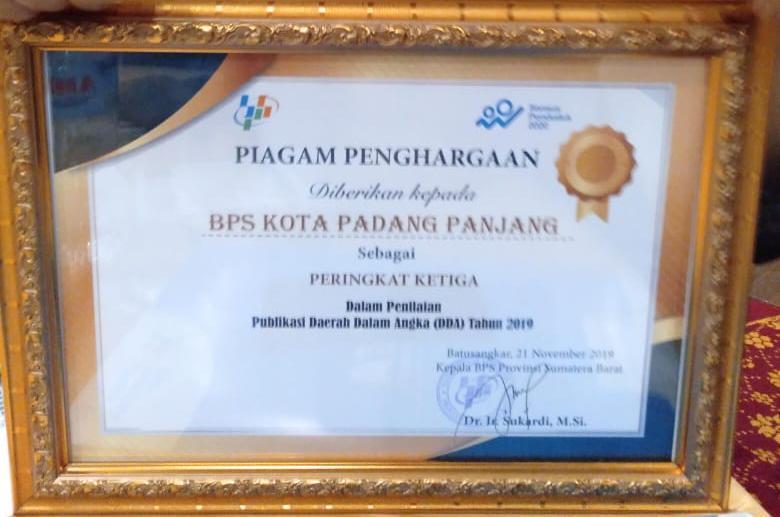 Sensus
Penduduk
2020
PIAGAM PENGHARGAAN
Diberikan kepada
BPS KOTA PADANG PANJANG
Sebagai
PERINGKAT KETIGA
Dalam Penilaian
Publikasi Daerah Dalam Angka (DDA) Tahun 2019
Batusangkar, 21 November 2019
Kepala BPS Provinsi Sumatera Barat
Dr. Ir. Sukardi, M.Si.